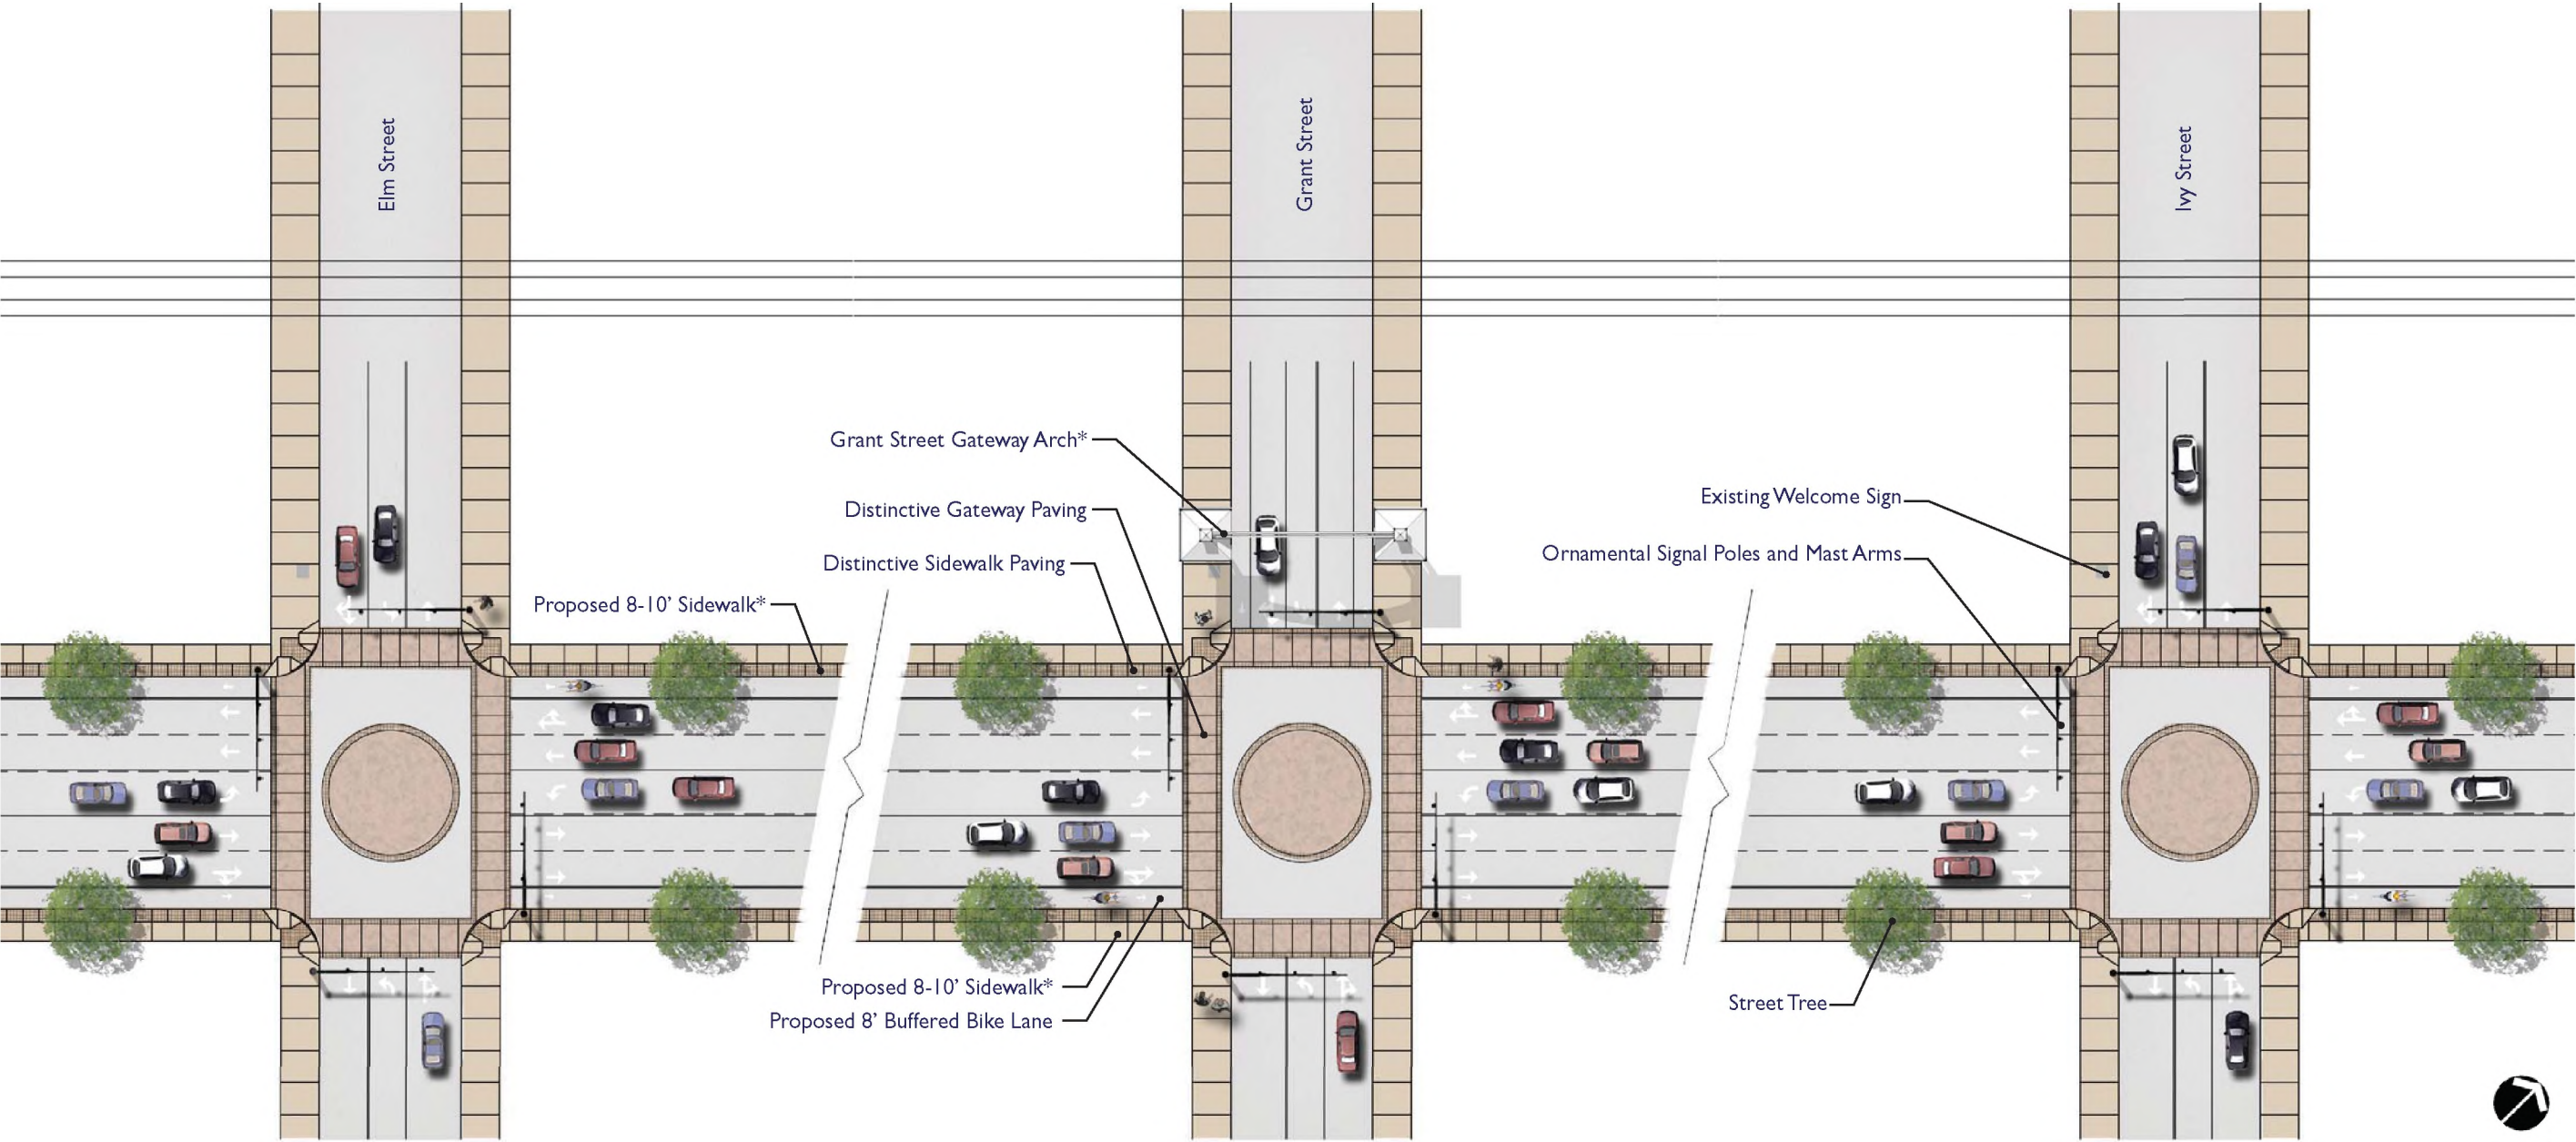 Elm Street
Grant Street
Ivy Street
Grant Street Gateway Arch*
Distinctive Gateway Paving
Distinctive Sidewalk Paving
Proposed 8-10' Sidewalk*
Existing Welcome Sign
Ornamental Signal Poles and Mast Arms
Proposed 8-10' Sidewalk*
Proposed 8' Buffered Bike Lane
Street Tree